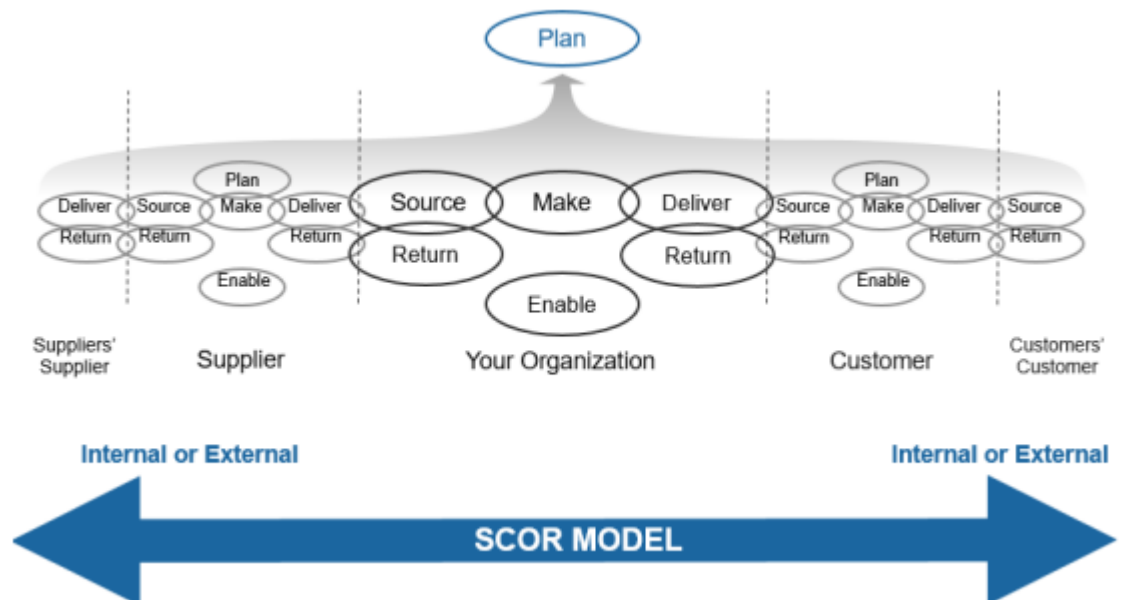 Plan
Plan Plan
Deliver Source Make Deliver Source Make Deliver Source Make Deliver Source
Return Return Return Return Return Return Return Return
Enable Enable Enable
Suppliers' Supplier Your Organization Customer Customers'
Supplier Customer
Internal or External Internal or External
SCOR MODEL